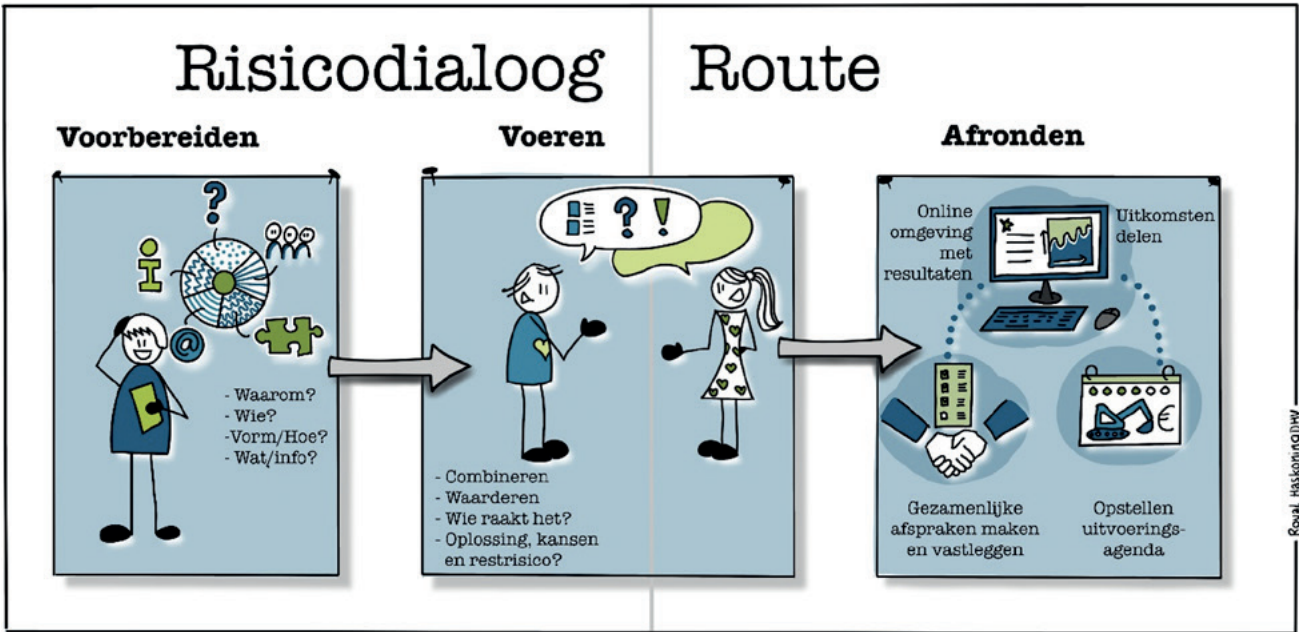 Risicodialoog Route
Voorbereiden
Voeren
Afronden
?
i
@
- Waarom?
- Wie?
-Vorm/Hoe?
- Wat/info?
? !
- Combineren
- Waarderen
- Wie raakt het?
- Oplossing, kansen
en restrisico?
Online
omgeving
met
resultaten
Uitkomsten
delen
€
Gezamenlijke
afspraken maken
en vastleggen
Opstellen
uitvoerings-
agenda
Royal HaskoningDHV